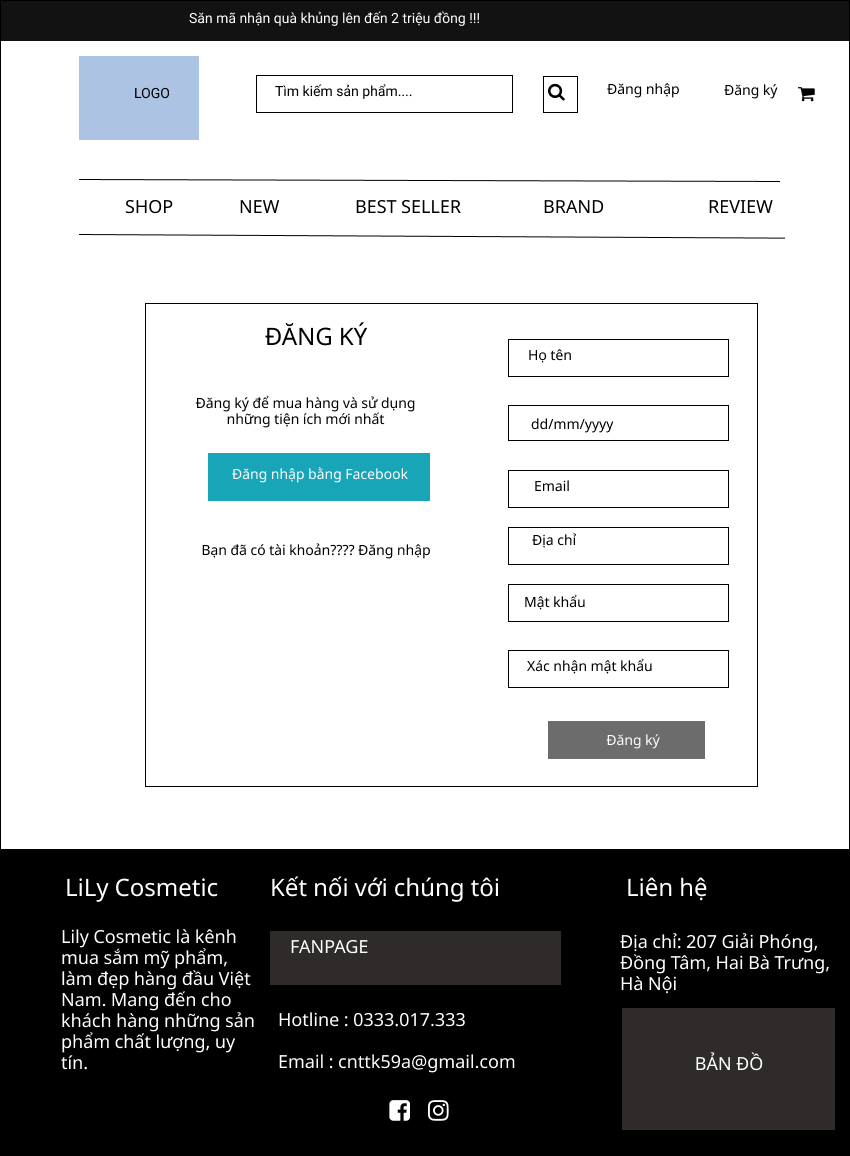 Săn mã nhận quà khủng lên đến 2 triệu đồng !!!
LOGO
Tìm kiếm sản phẩm....
Đăng nhập
Đăng ký
SHOP
NEW
BEST SELLER
BRAND
REVIEW
ĐĂNG KÝ
Đăng ký để mua hàng và sử dụng
những tiện ích mới nhất
Đăng nhập bằng Facebook
Bạn đã có tài khoản???? Đăng nhập
Họ tên
dd/mm/yyyy
Email
Địa chỉ
Mật khẩu
Xác nhận mật khẩu
Đăng ký
LiLy Cosmetic
Lily Cosmetic là kênh
mua sắm mỹ phẩm,
làm đẹp hàng đầu Việt
Nam. Mang đến cho
khách hàng những sản
phẩm chất lượng, uy
tín.
Kết nối với chúng tôi
FANPAGE
Hotline : 0333.017.333
Email : cnttk59a@gmail.com
Liên hệ
Địa chỉ: 207 Giải Phóng,
Đồng Tâm, Hai Bà Trưng,
Hà Nội
BẢN ĐỒ